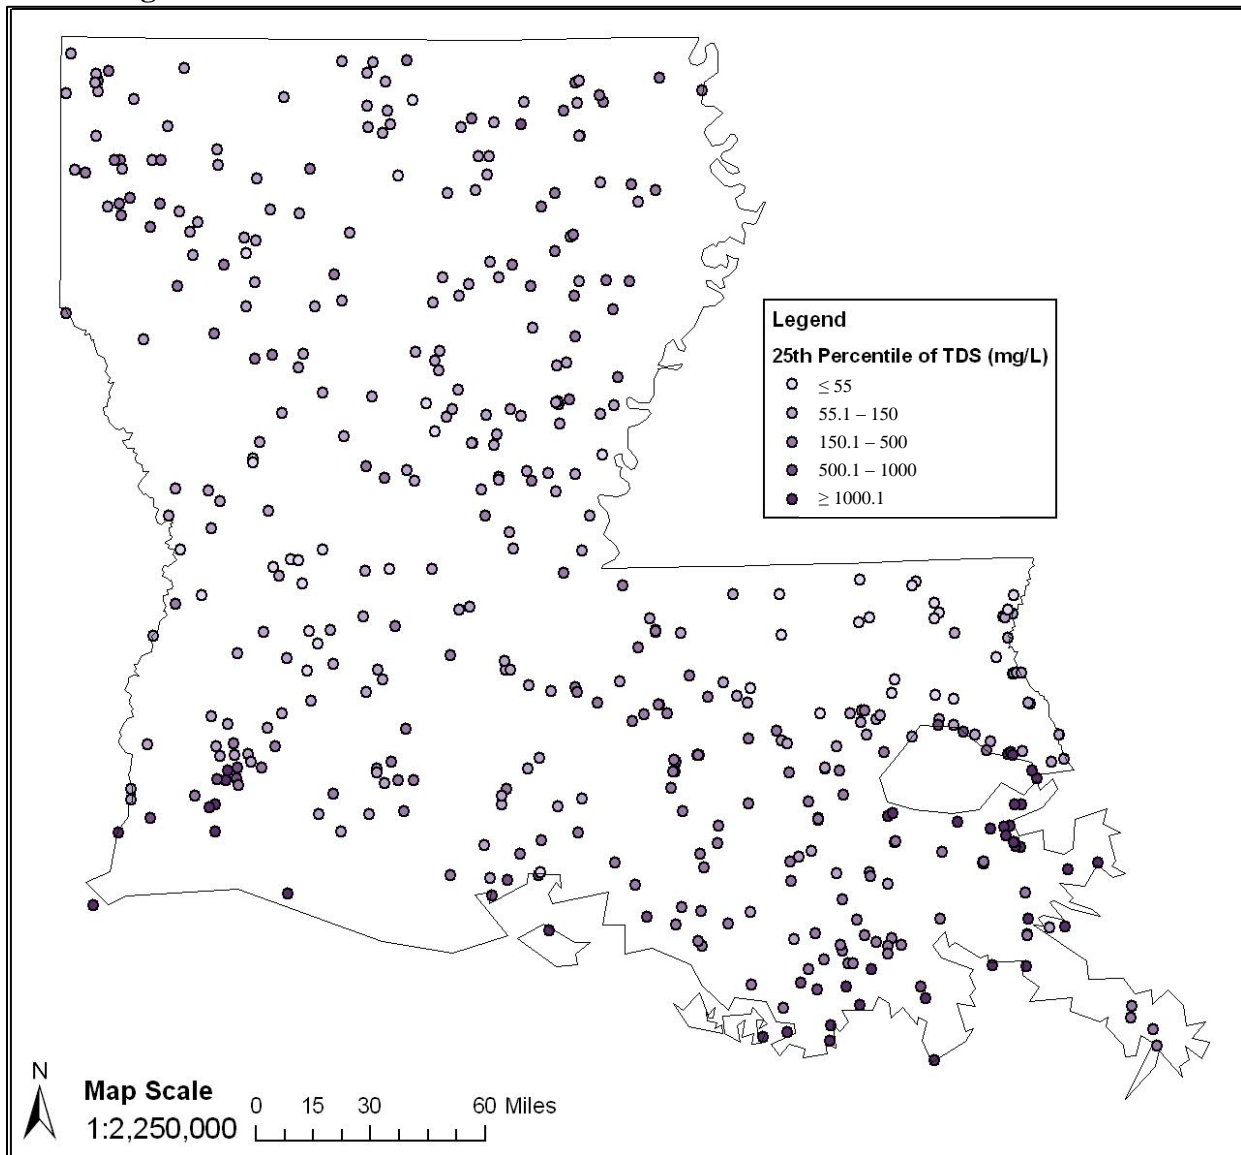 Legend
25th Percentile of TDS (mg/L)
≤ 55
55.1 – 150
150.1 – 500
500.1 – 1000
≥ 1000.1
N
Map Scale
1:2,250,000
0 15 30 60 Miles